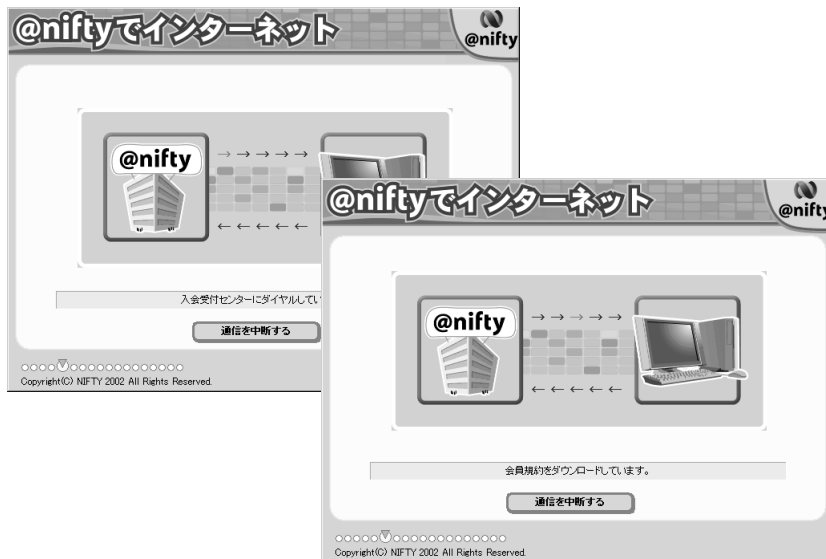 @niftyでインターネット
@nifty
@nifty
入会受付センターにダイヤルしてい
通信を中断する
Copyright(C) NIFTY 2002 All Rights Reserved.
@niftyでインターネット
@nifty
@nifty
会員規約をダウンロードしています。
通信を中断する
Copyright(C) NIFTY 2002 All Rights Reserved.